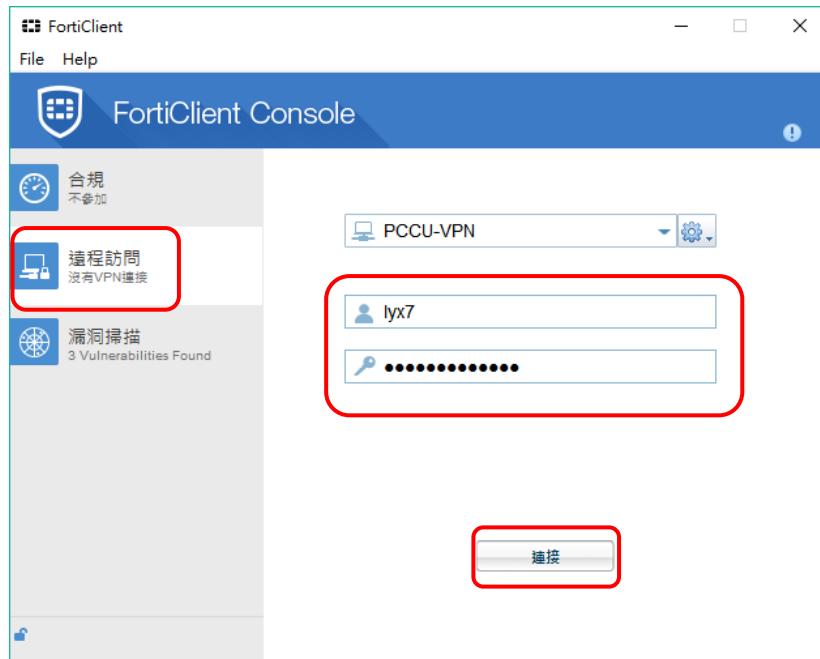 FortiClient
File Help
FortiClient Console
合規
不參加
遠程訪問
沒有VPN連接
漏洞掃描
3 Vulnerabilities Found
PCCU-VPN
lyx7
●●●●●●●●●●●●●
連接